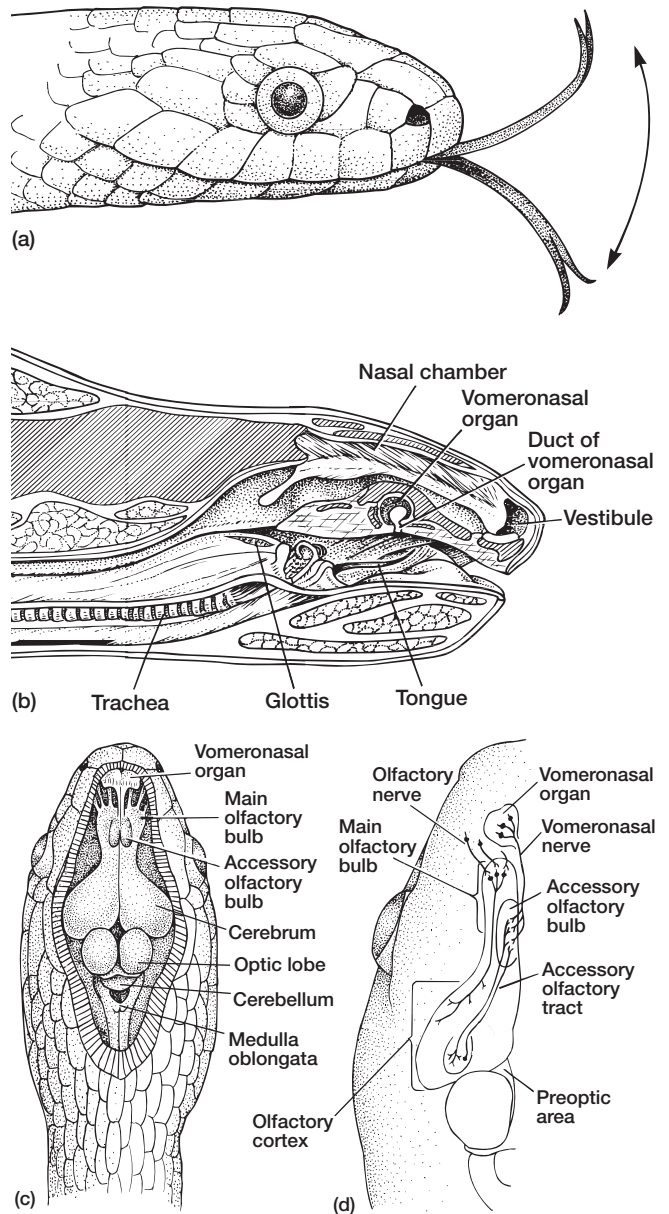 (a)
Nasal chamber
Vomeronasal
organ
Duct of
vomeronasal
organ
Vestibule
(b)
Trachea
Glottis
Tongue
Vomeronasal
organ
Main
olfactory
bulb
Accessory
olfactory
bulb
Cerebrum
Optic lobe
Cerebellum
Medulla
oblongata
(c)
Olfactory
nerve
Main
olfactory
bulb
Vomeronasal
organ
Vomeronasal
nerve
Accessory
olfactory
bulb
Accessory
olfactory
tract
Preoptic
area
Olfactory
cortex
(d)